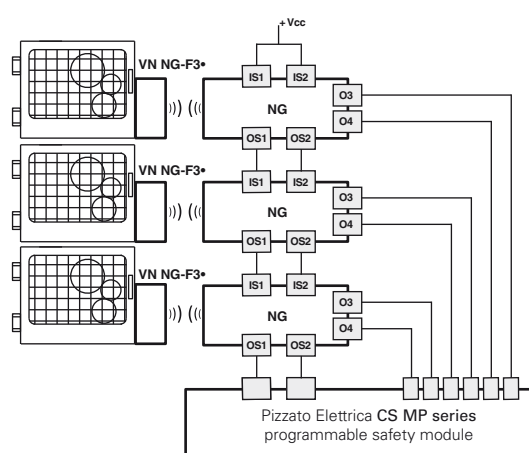 +Vcc
VN NG-F3•
IS1 IS2
O3
NG
O4
OS1 OS2
VN NG-F3•
IS1 IS2
O3
NG
O4
OS1 OS2
VN NG-F3•
IS1 IS2
O3
NG
O4
OS1 OS2
Pizzato Elettrica CS MP series
programmable safety module